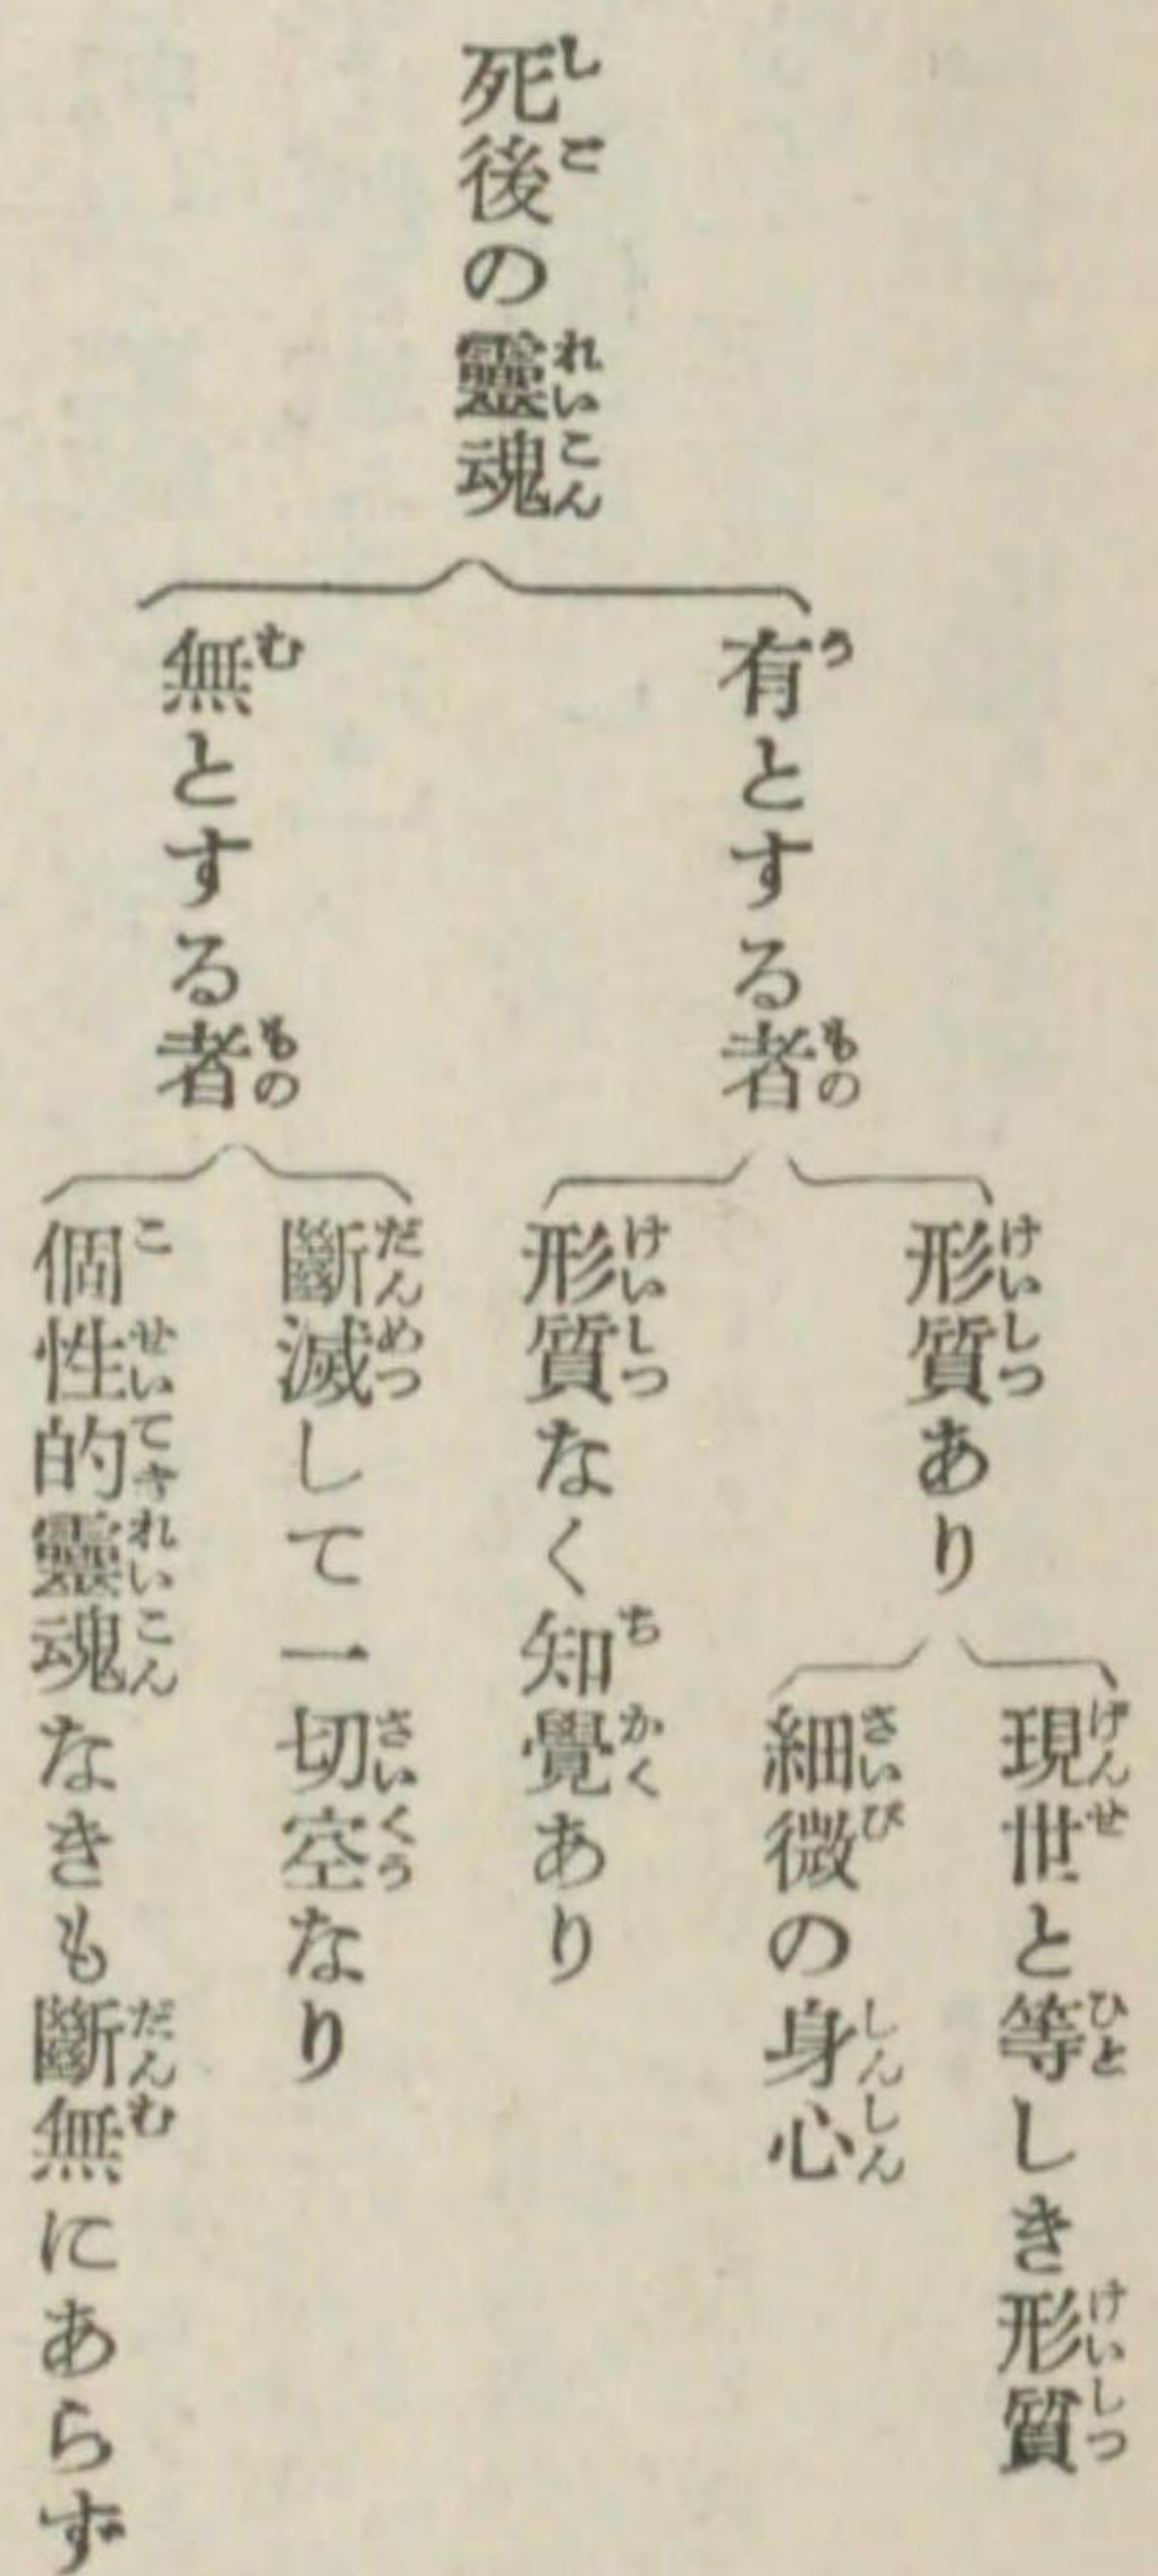 死後の靈魂
有とする者
形質あり
現世と等しき形質
細微の身心
形質なく知覺あり
無とする者
斷滅して一切空なり
個性的靈魂なきも斷無にあらず